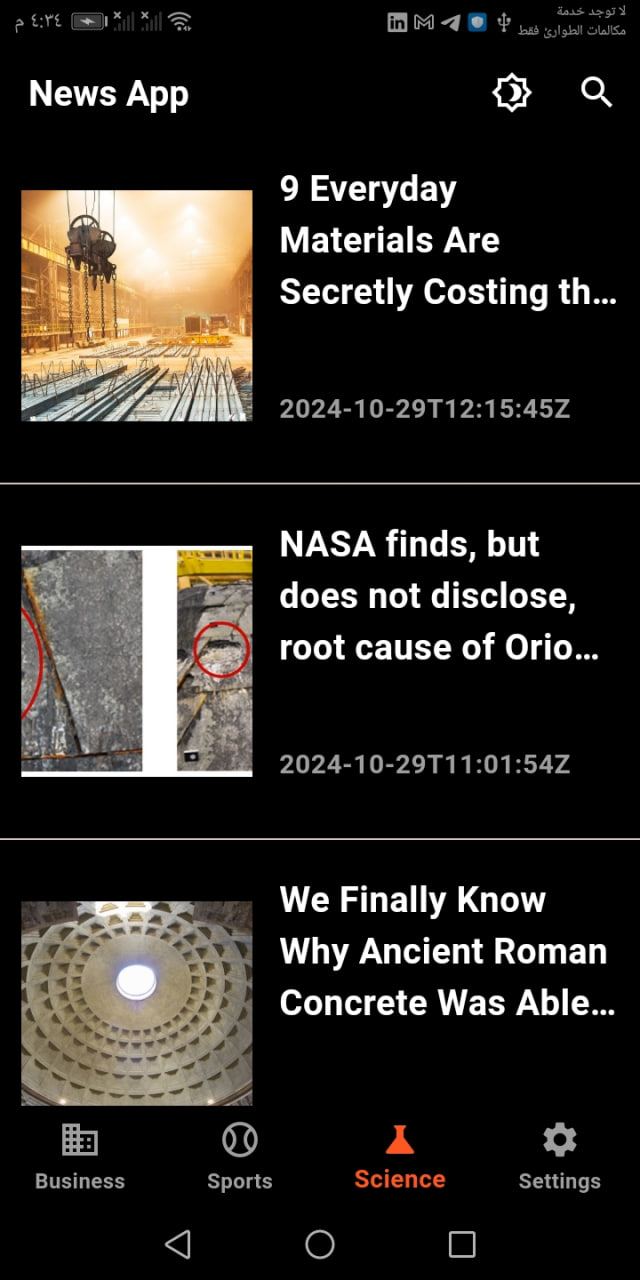 م ٤:٣٤
لا توجد خدمة
مكالمات الطوارئ فقط
News App
9 Everyday
Materials Are
Secretly Costing th…
2024-10-29T12:15:45Z
NASA finds, but
does not disclose,
root cause of Orio…
2024-10-29T11:01:54Z
We Finally Know
Why Ancient Roman
Concrete Was Able…
Business
Sports
Science
Settings